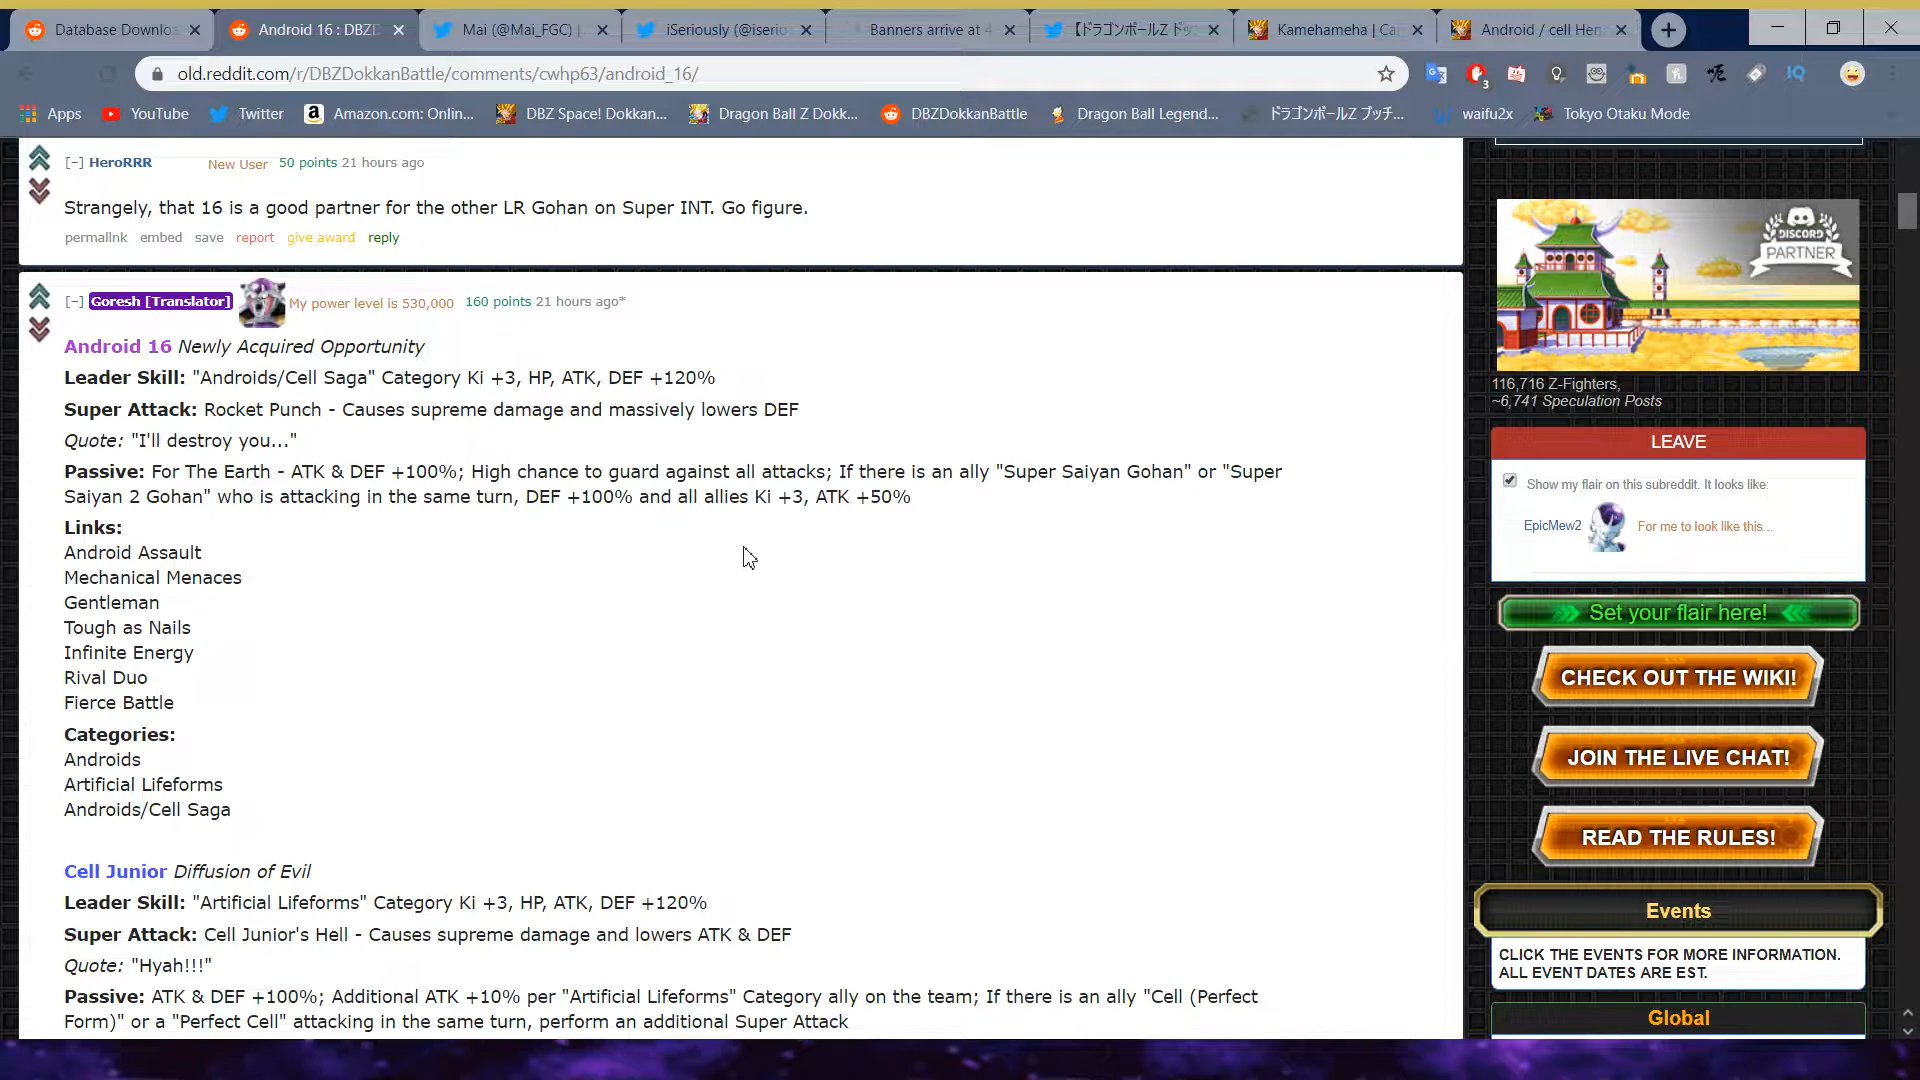 Database Downlo
Android 16 : DBZD
Mai (@Mai_FGC) |
iSeriously (@iserio
Banners arrive at 4
【ドラゴンボールZ ドッ
Kamehameha | Ca
Android / cell Hen
old.reddit.com/r/DBZDokkanBattle/comments/cwhp63/android_16/
3
IQ
Apps
YouTube
Twitter
Amazon.com: Onlin...
DBZ Space! Dokkan...
Dragon Ball Z Dokk...
DBZDokkanBattle
Dragon Ball Legend...
ドラゴンボールZ ブッチ...
waifu2x
Tokyo Otaku Mode
[–] HeroRRR New User 50 points 21 hours ago
Strangely, that 16 is a good partner for the other LR Gohan on Super INT. Go figure.
permalink embed save report give award reply
[–] Goresh [Translator] My power level is 530,000 160 points 21 hours ago*
Android 16 Newly Acquired Opportunity
Leader Skill: "Androids/Cell Saga" Category Ki +3, HP, ATK, DEF +120%
Super Attack: Rocket Punch - Causes supreme damage and massively lowers DEF
Quote: "I'll destroy you..."
Passive: For The Earth - ATK & DEF +100%; High chance to guard against all attacks; If there is an ally "Super Saiyan Gohan" or "Super
Saiyan 2 Gohan" who is attacking in the same turn, DEF +100% and all allies Ki +3, ATK +50%
Links:
Android Assault
Mechanical Menaces
Gentleman
Tough as Nails
Infinite Energy
Rival Duo
Fierce Battle
Categories:
Androids
Artificial Lifeforms
Androids/Cell Saga
Cell Junior Diffusion of Evil
Leader Skill: "Artificial Lifeforms" Category Ki +3, HP, ATK, DEF +120%
Super Attack: Cell Junior's Hell - Causes supreme damage and lowers ATK & DEF
Quote: "Hyah!!!"
Passive: ATK & DEF +100%; Additional ATK +10% per "Artificial Lifeforms" Category ally on the team; If there is an ally "Cell (Perfect
Form)" or a "Perfect Cell" attacking in the same turn, perform an additional Super Attack
DISCORD
PARTNER
116,716 Z-Fighters,
~6,741 Speculation Posts
LEAVE
Show my flair on this subreddit. It looks like:
EpicMew2 For me to look like this...
Set your flair here!
CHECK OUT THE WIKI!
JOIN THE LIVE CHAT!
READ THE RULES!
Events
CLICK THE EVENTS FOR MORE INFORMATION.
ALL EVENT DATES ARE EST.
Global